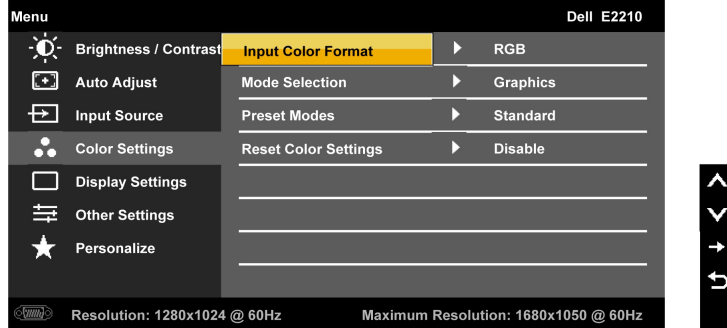 Menu Dell E2210
Brightness / Contrast Input Color Format RGB
Auto Adjust Mode Selection Graphics
Input Source Preset Modes Standard
Color Settings Reset Color Settings Disable
Display Settings
Other Settings
Personalize
Resolution: 1280x1024 @ 60Hz Maximum Resolution: 1680x1050 @ 60Hz